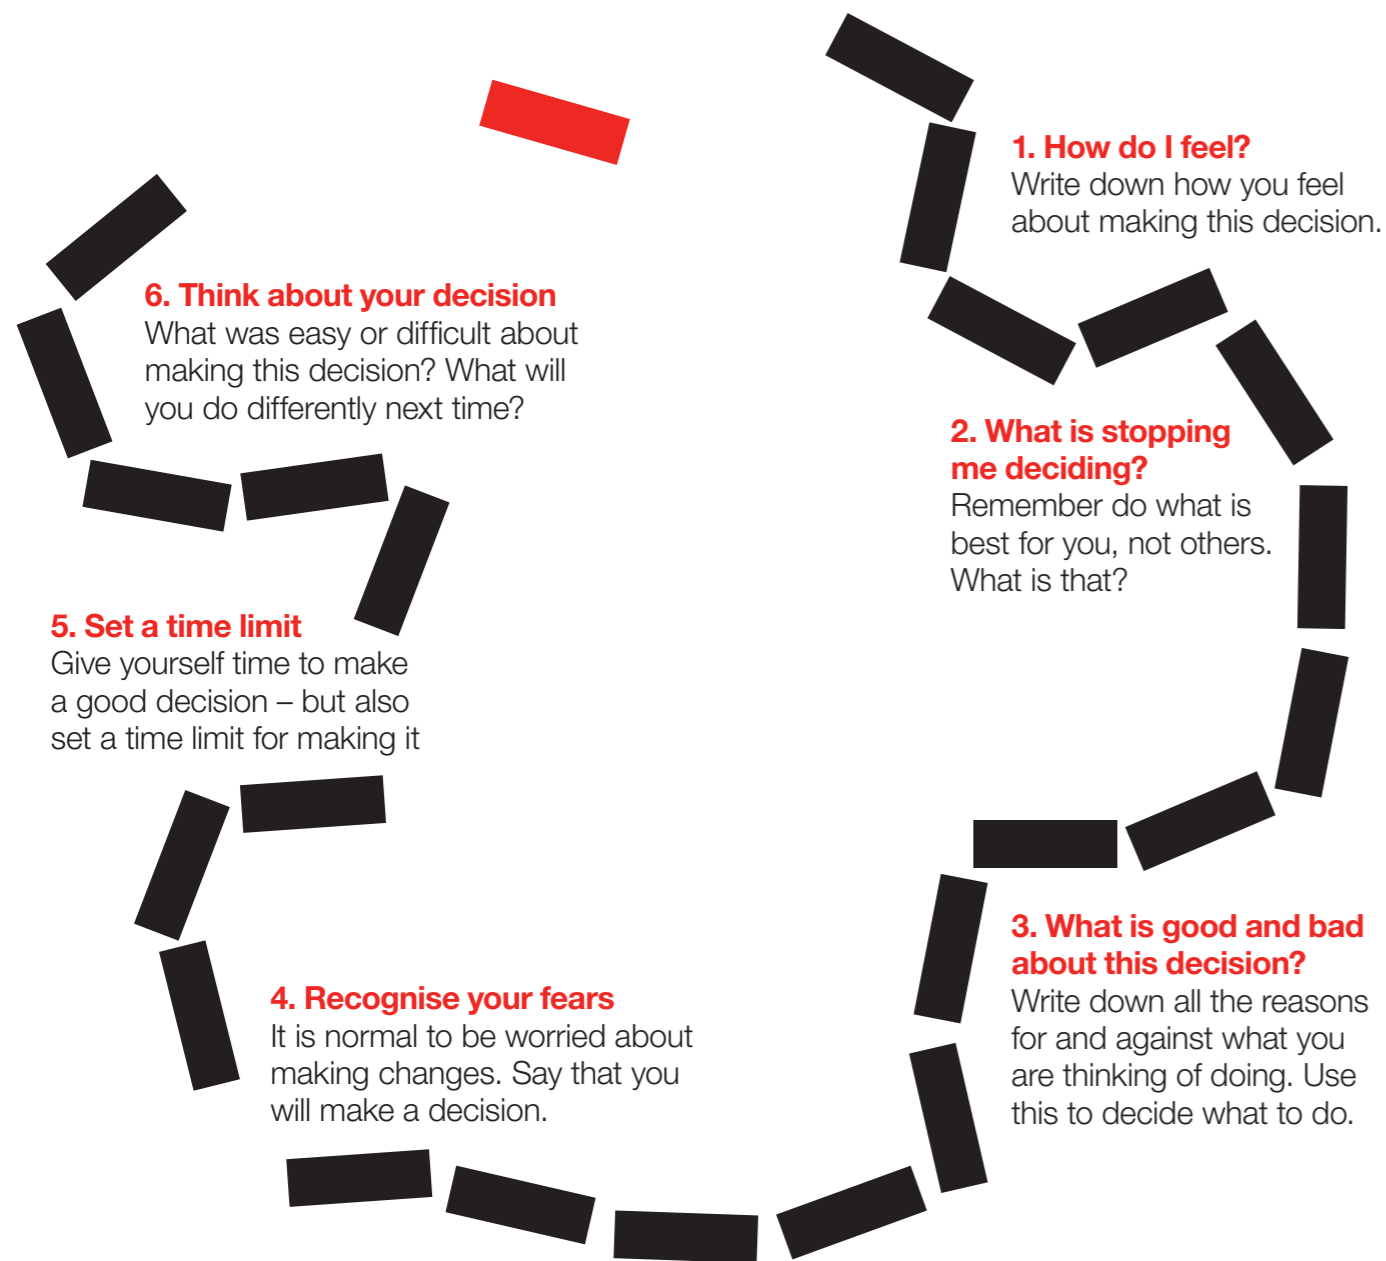 1. How do I feel?
Write down how you feel
about making this decision.
2. What is stopping
me deciding?
Remember do what is
best for you, not others.
What is that?
3. What is good and bad
about this decision?
Write down all the reasons
for and against what you
are thinking of doing. Use
this to decide what to do.
4. Recognise your fears
It is normal to be worried about
making changes. Say that you
will make a decision.
5. Set a time limit
Give yourself time to make
a good decision – but also
set a time limit for making it
6. Think about your decision
What was easy or difficult about
making this decision? What will
you do differently next time?